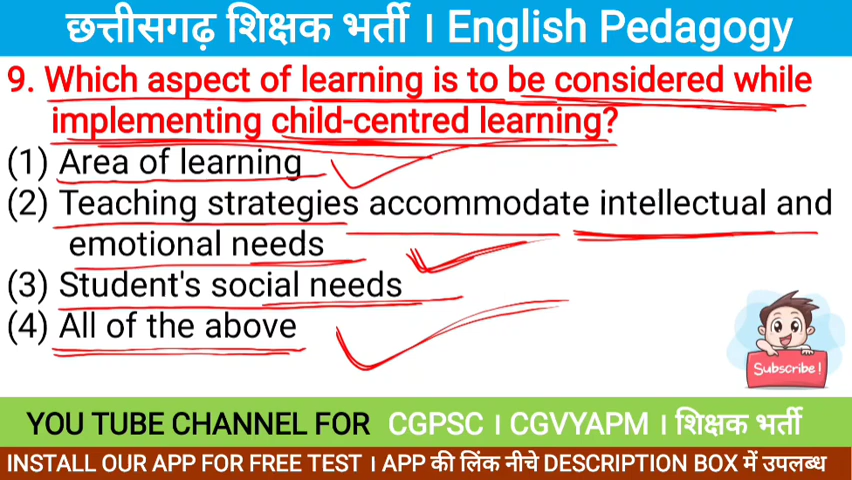 छत्तीसगढ़ शिक्षक भर्ती । English Pedagogy
9. Which aspect of learning is to be considered while
implementing child-centred learning?
(1) Area of learning
(2) Teaching strategies accommodate intellectual and
emotional needs
(3) Student's social needs
(4) All of the above
Subscribe!
YOU TUBE CHANNEL FOR CGPSC । CGVYAPM । शिक्षक भर्ती
INSTALL OUR APP FOR FREE TEST । APP की लिंक नीचे DESCRIPTION BOX में उपलब्ध